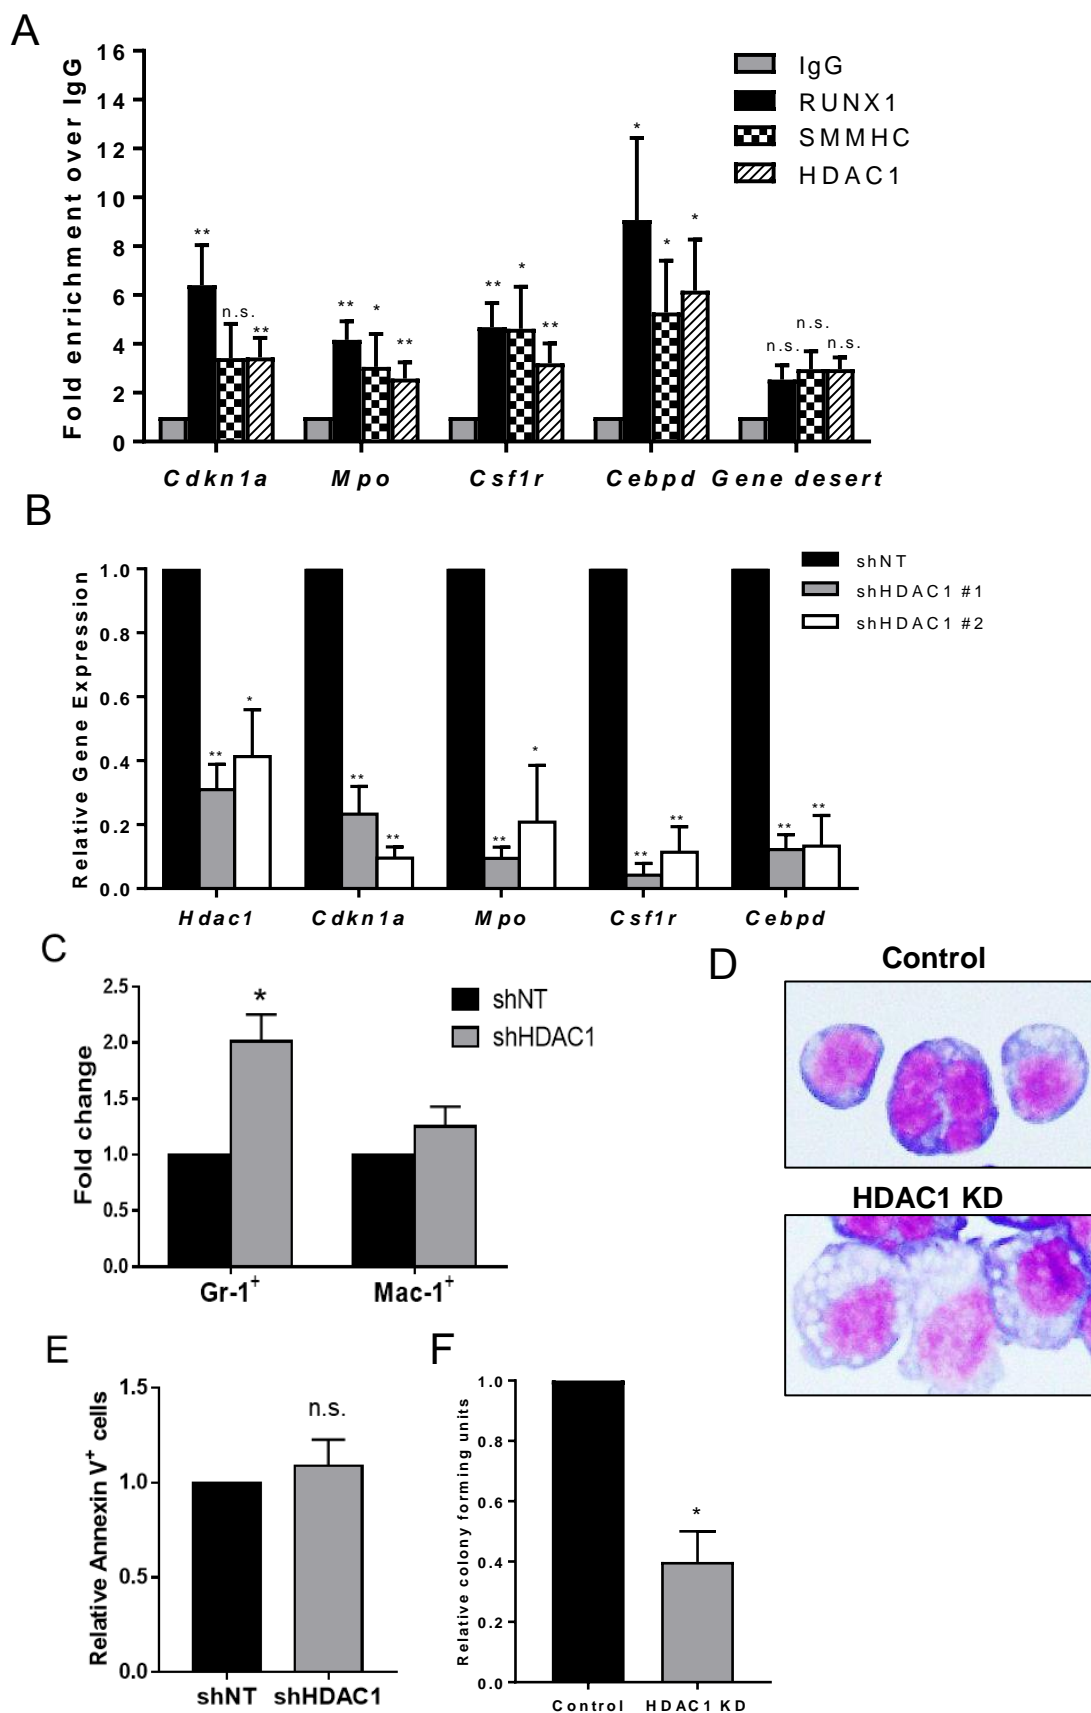 A
Fold enrichment over IgG
16
14
12
10
8
6
4
2
0
IgG
RUNX1
SMMHC
HDAC1
**
n.s.
**
**
*
**
**
*
**
*
*
*
n.s.
n.s.
n.s.
Cdkn1a
Mpo
Csf1r
Cebpd
Gene desert
B
Relative Gene Expression
1.0
0.8
0.6
0.4
0.2
0.0
shNT
shHDAC1 #1
shHDAC1 #2
**
*
**
**
**
*
**
**
**
**
Hdac1
Cdkn1a
Mpo
Csf1r
Cebpd
C
Fold change
2.5
2.0
1.5
1.0
0.5
0.0
*
shNT
shHDAC1
Gr-1+
Mac-1+
D
Control
HDAC1 KD
E
Relative Annexin V+ cells
1.5
1.0
0.5
0.0
n.s.
shNT
shHDAC1
F
Relative colony forming units
1.0
0.8
0.6
0.4
0.2
0.0
*
Control
HDAC1 KD